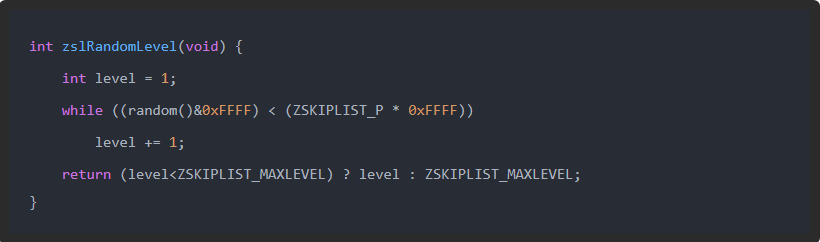 int zslRandomLevel(void) {
    int level = 1;
    while ((random()&0xFFFF) < (ZSKIPLIST_P * 0xFFFF))
        level += 1;
    return (level<ZSKIPLIST_MAXLEVEL) ? level : ZSKIPLIST_MAXLEVEL;
}